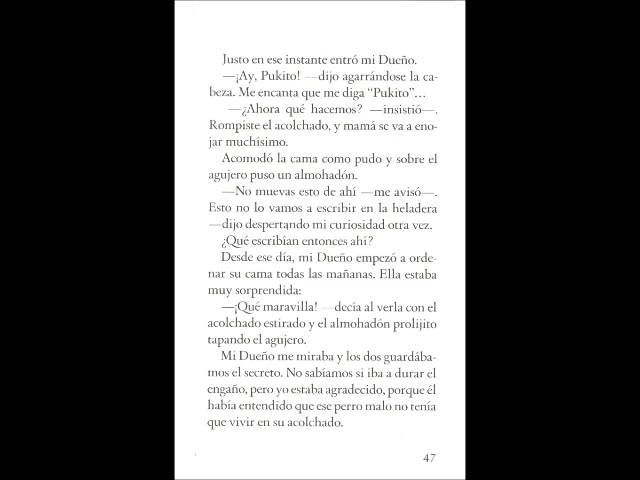 Justo en ese instante entró mi Dueño.
—¡Ay, Pukito! —dijo agarrándose la ca-
beza. Me encanta que me diga “Pukito”…
—¿Ahora qué hacemos? —insistió—.
Rompiste el acolchado, y mamá se va a eno-
jar muchísimo.
Acomodó la cama como pudo y sobre el
agujero puso un almohadón.
—No muevas esto de ahí —me avisó—.
Esto no lo vamos a escribir en la heladera
—dijo despertando mi curiosidad otra vez.
¿Qué escribían entonces ahí?
Desde ese día, mi Dueño empezó a orde-
nar su cama todas las mañanas. Ella estaba
muy sorprendida:
—¡Qué maravilla! —decía al verla con el
acolchado estirado y el almohadón prolijito
tapando el agujero.
Mi Dueño me miraba y los dos guardába-
mos el secreto. No sabíamos si iba a durar el
engaño, pero yo estaba agradecido, porque él
había entendido que ese perro malo no tenía
que vivir en su acolchado.
47